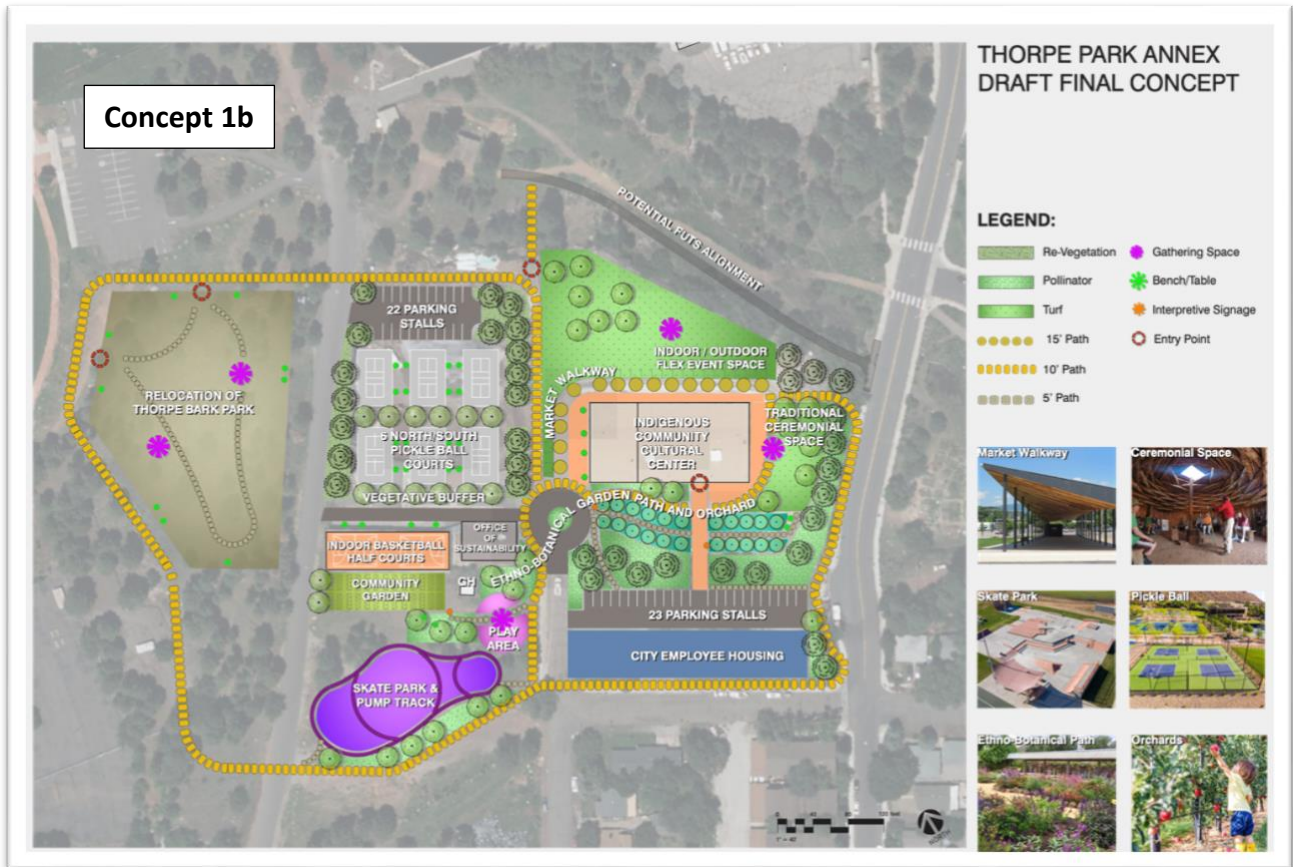 Concept 1b
THORPE PARK ANNEX
DRAFT FINAL CONCEPT
LEGEND:
Re-Vegetation
Pollinator
Turf
15' Path
10' Path
5' Path
Gathering Space
Bench/Table
Interpretive Signage
Entry Point
POTENTIAL FUTS ALIGNMENT
22 PARKING
STALLS
RELOCATION OF
THORPE BARK PARK
6 NORTH/SOUTH
PICKLE BALL
COURTS
VEGETATIVE BUFFER
MARKET WALKWAY
INDOOR / OUTDOOR
FLEX EVENT SPACE
INDIGENOUS
COMMUNITY
CULTURAL
CENTER
TRADITIONAL
CEREMONIAL
SPACE
ETHNO-BOTANICAL GARDEN PATH AND ORCHARD
OFFICE
OF
SUSTAINABILITY
INDOOR BASKETBALL
HALF COURTS
COMMUNITY
GARDEN
GH
PLAY
AREA
23 PARKING STALLS
CITY EMPLOYEE HOUSING
SKATE PARK &
PUMP TRACK
Market Walkway
Ceremonial Space
Skate Park
Pickle Ball
Ethno-Botanical Path
Orchards